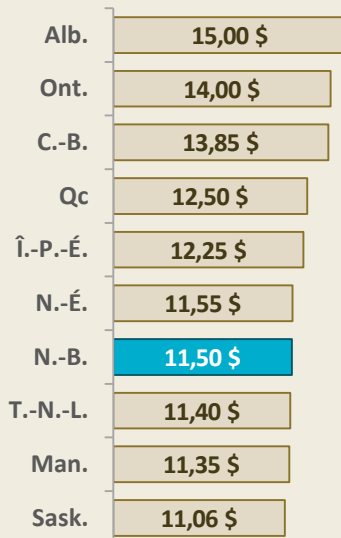 Alb. 15,00 $
Ont. 14,00 $
C.-B. 13,85 $
Qc 12,50 $
Î.-P.-É. 12,25 $
N.-É. 11,55 $
N.-B. 11,50 $
T.-N.-L. 11,40 $
Man. 11,35 $
Sask. 11,06 $